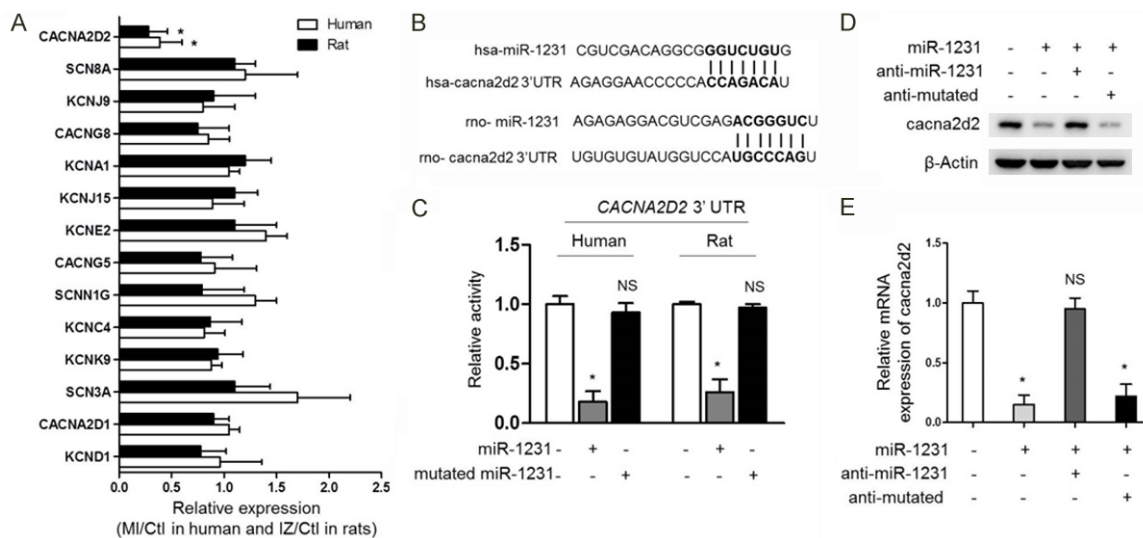 A
CACNA2D2
SCN8A
KCNJ9
CACNG8
KCNA1
KCNJ15
KCNE2
CACNG5
SCNN1G
KCNC4
KCNK9
SCN3A
CACNA2D1
KCND1
* 
*
Human
Rat
0.0 0.5 1.0 1.5 2.0 2.5
Relative expression
(MI/Ctl in human and IZ/Ctl in rats)
B
hsa-miR-1231 CGUCGACAGGCGGGUCUGUG
hsa-cacna2d2 3'UTR AGAGGAACCCCCACCAGACAU
rno- miR-1231 AGAGAGGACGUCGAGACGGGUCU
rno- cacna2d2 3'UTR UGUGUGUAUGGUCCAUGCCCAGU
C
CACNA2D2 3' UTR
Human Rat
Relative activity
1.5
1.0
0.5
0.0
NS NS
* *
miR-1231 - + - - + -
mutated miR-1231 - - + - - +
D
miR-1231 - + + +
anti-miR-1231 - - + -
anti-mutated - - - +
cacna2d2
β-Actin
E
Relative mRNA
expression of cacna2d2
1.5
1.0
0.5
0.0
NS
* *
miR-1231 - + + +
anti-miR-1231 - - + -
anti-mutated - - - +